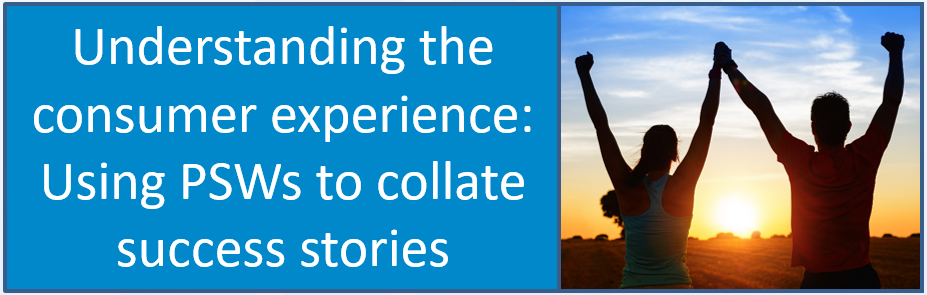 Understanding the
consumer experience:
Using PSWs to collate
success stories